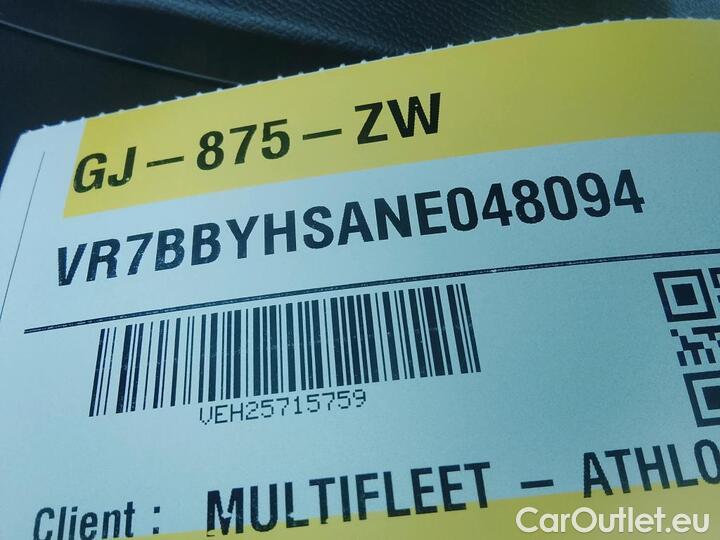 GJ-875-ZW
VR7BBYHSANE048094
VEH25715759
Client : MULTIFLEET - ATHLO
CarOutlet.eu